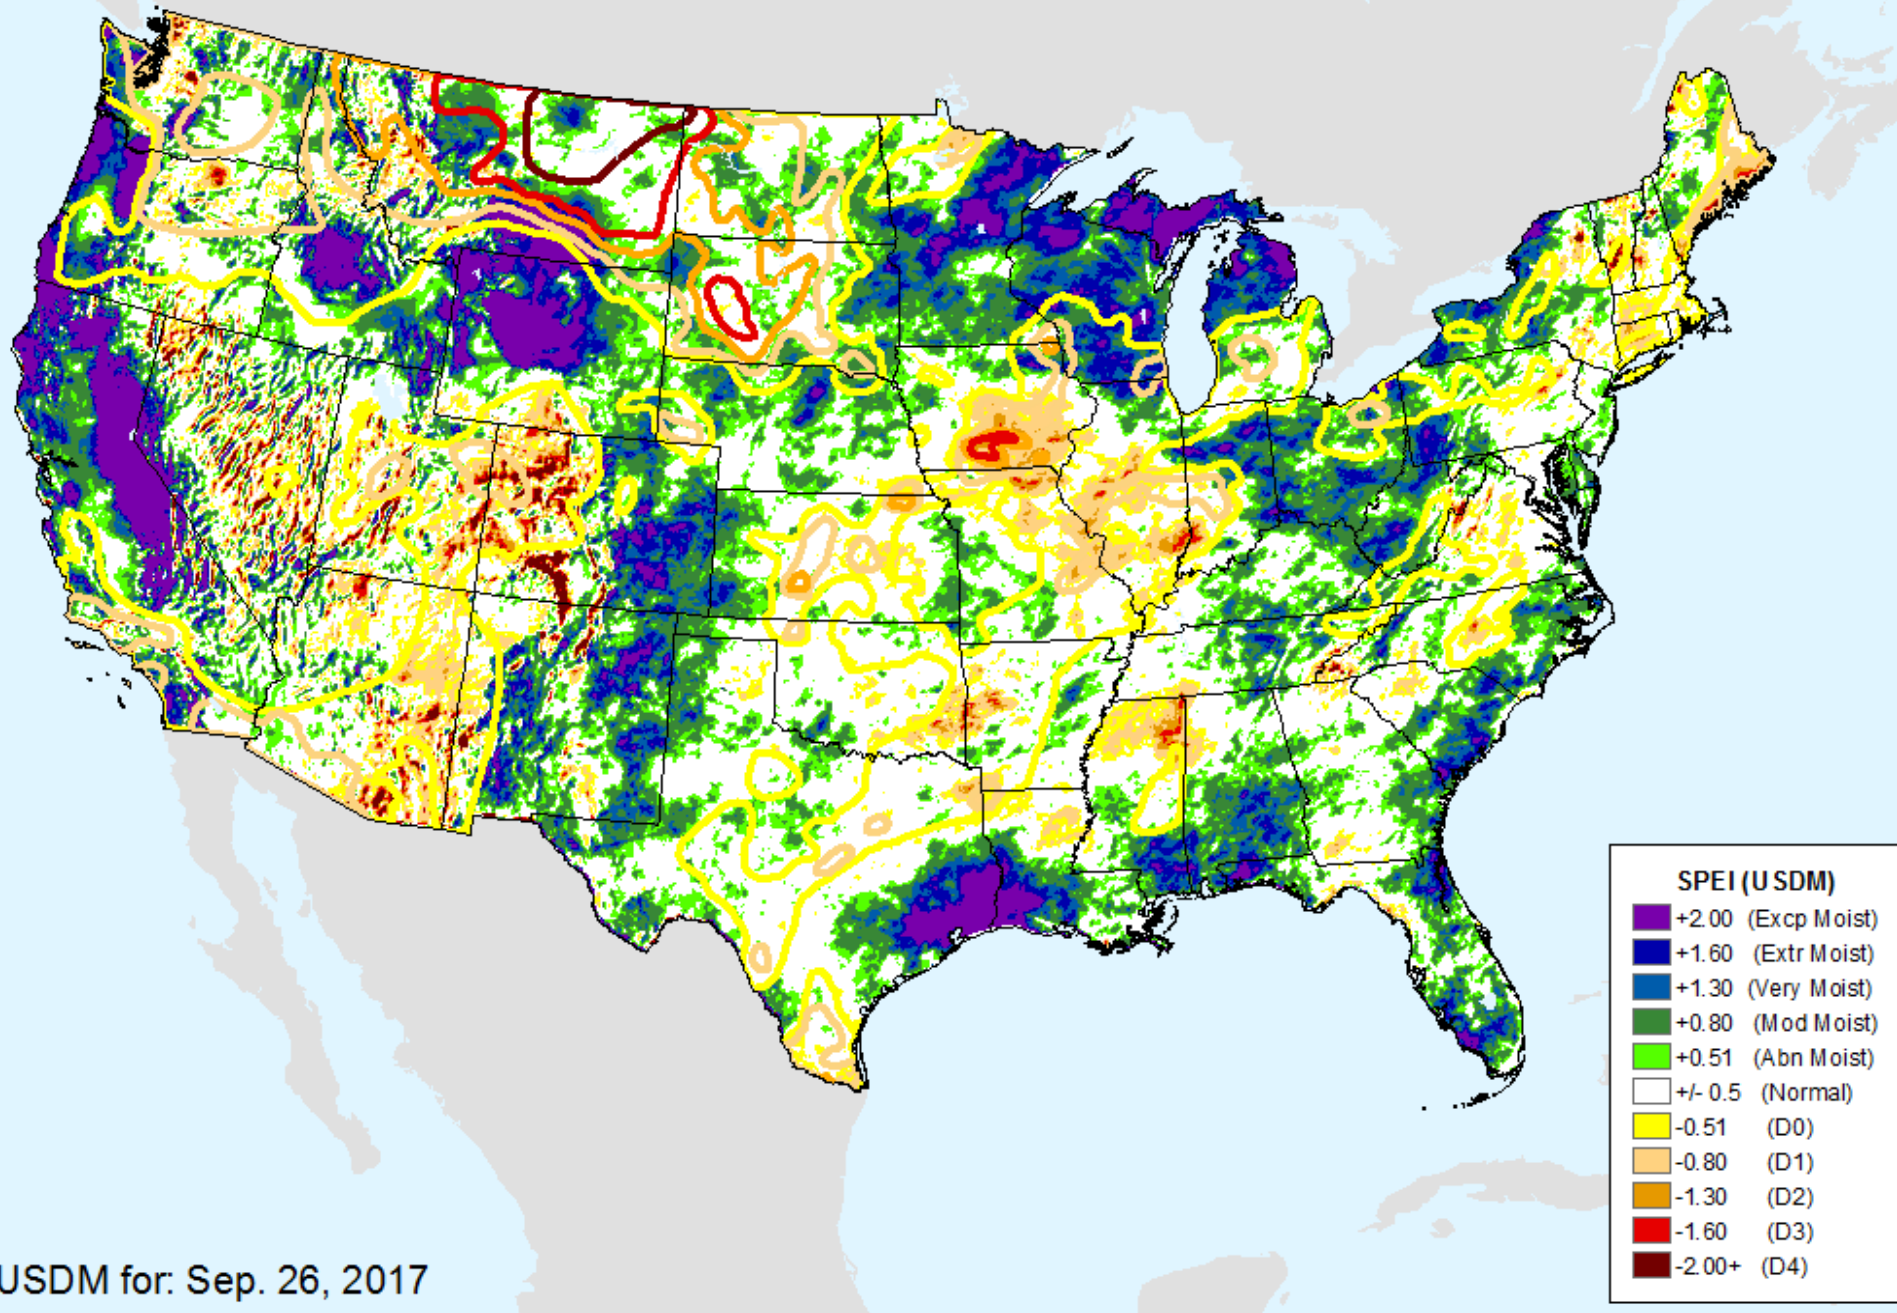 SPEI (USDM)
+2.00 (Excp Moist)
+1.60 (Extr Moist)
+1.30 (Very Moist)
+0.80 (Mod Moist)
+0.51 (Abn Moist)
+/- 0.5 (Normal)
-0.51 (D0)
-0.80 (D1)
-1.30 (D2)
-1.60 (D3)
-2.00+ (D4)
USDM for: Sep. 26, 2017